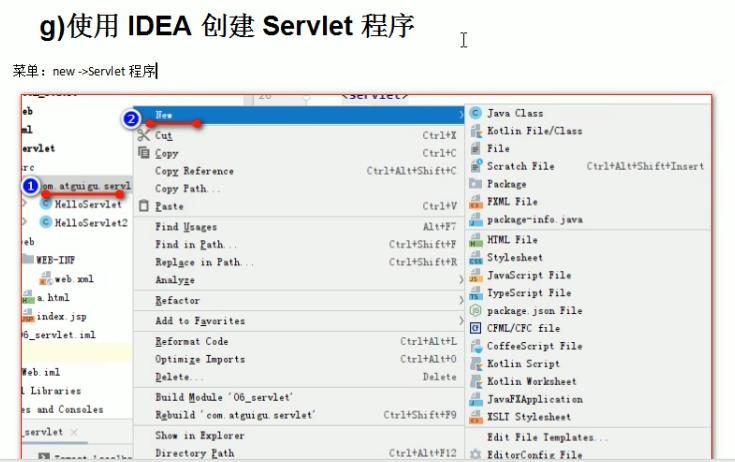 g)使用 IDEA 创建 Servlet 程序
菜单：new ->Servlet 程序
20
<servlet>
eb
ml
ervlet
src
com.atguigu.servl
HelloServlet
HelloServlet2
eb
WEB-INF
web.xml
a.html
index.jsp
06_servlet.iml
Web.iml
l Libraries
es and Consoles
_servlet
1
2
New
Cut Ctrl+X
Copy Ctrl+C
Copy Reference Ctrl+Alt+Shift+C
Copy Path...
Paste Ctrl+V
Find Usages Alt+F7
Find in Path... Ctrl+Shift+F
Replace in Path... Ctrl+Shift+R
Analyze
Refactor
Add to Favorites
Reformat Code Ctrl+Alt+L
Optimize Imports Ctrl+Alt+O
Delete... Delete
Build Module '06_servlet'
Rebuild 'com.atguigu.servlet' Ctrl+Shift+F9
Show in Explorer
Directory Path Ctrl+Alt+F12
Java Class
Kotlin File/Class
File
Scratch File Ctrl+Alt+Shift+Insert
Package
FXML File
package-info.java
HTML File
Stylesheet
JavaScript File
TypeScript File
package.json File
CFML/CFC file
CoffeeScript File
Kotlin Script
Kotlin Worksheet
JavaFXApplication
XSLT Stylesheet
Edit File Templates...
EditorConfig File